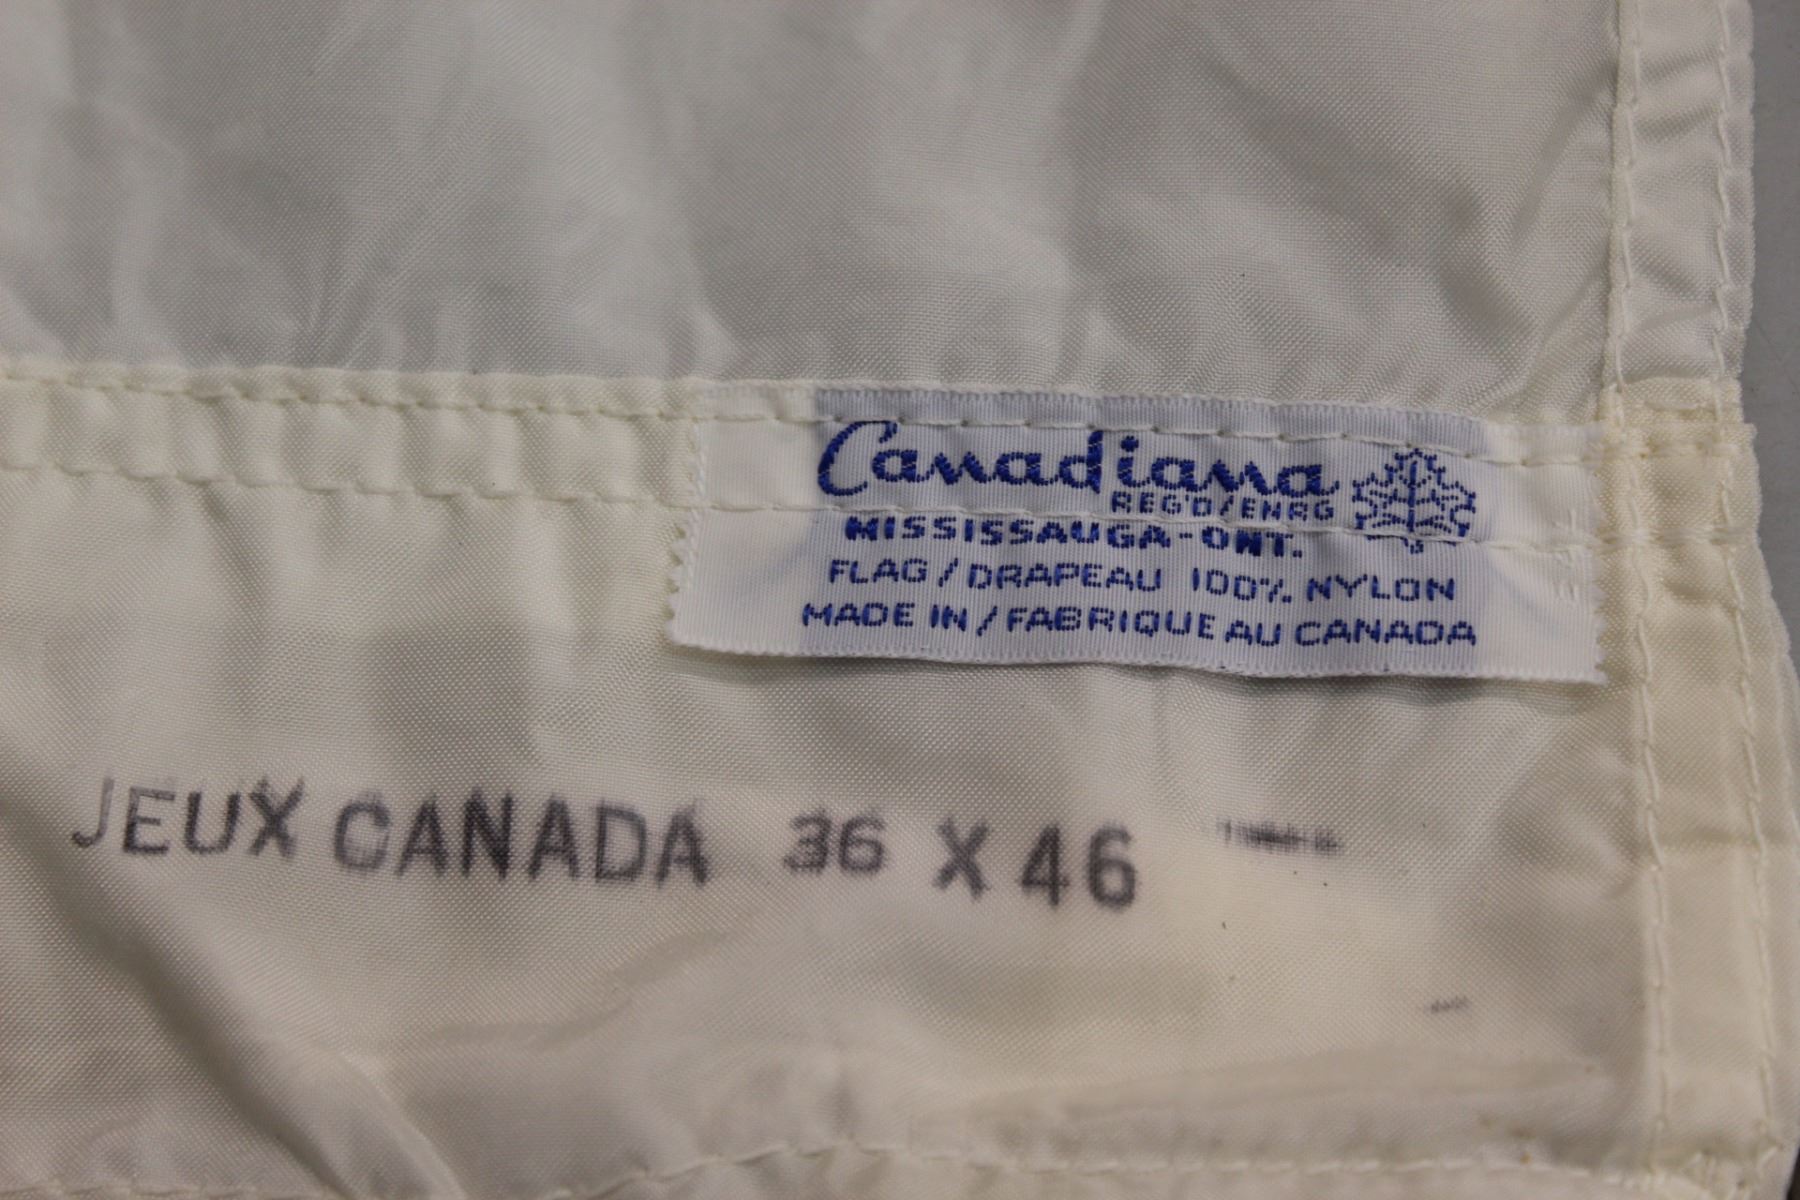 Canadiana
REG'D/ENRG
MISSISSAUGA-ONT.
FLAG / DRAPEAU 100% NYLON
MADE IN / FABRIQUE AU CANADA
JEUX CANADA 36 X 46